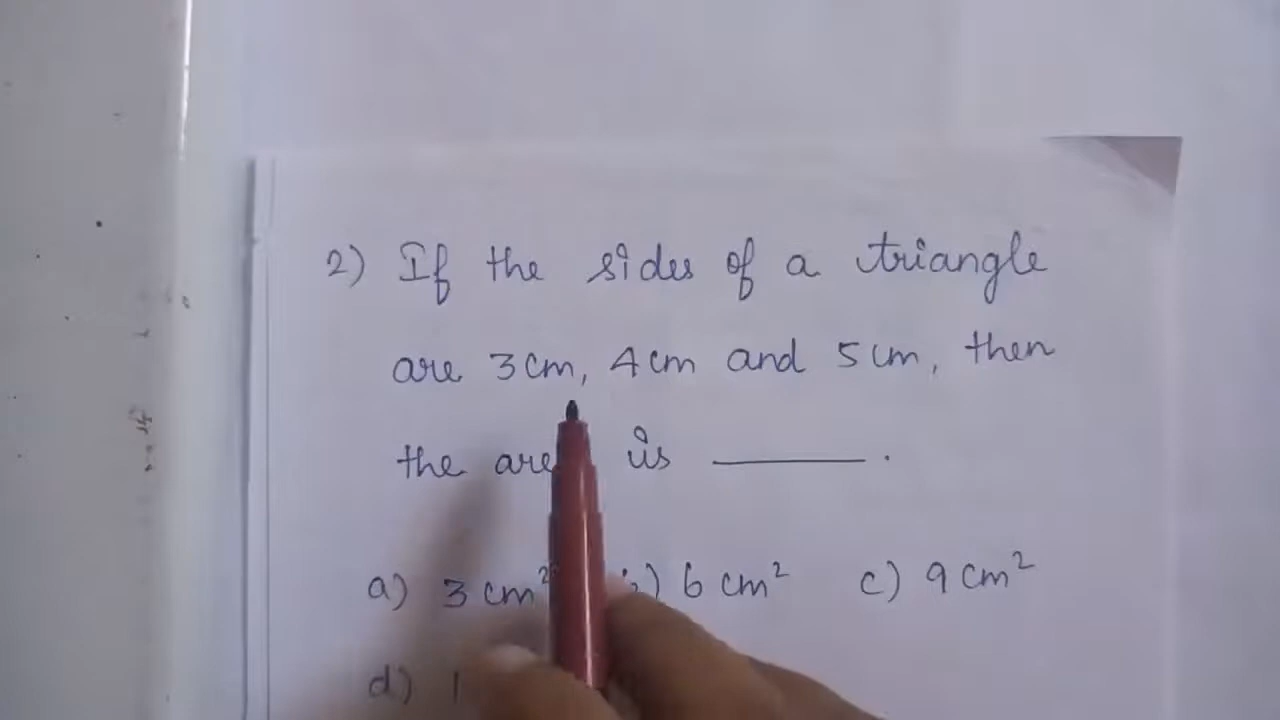 2) If the sides of a triangle
are 3cm, 4cm and 5cm, then
the is ______.
a) 3 cm² 6 cm² c) 9 cm²
d)